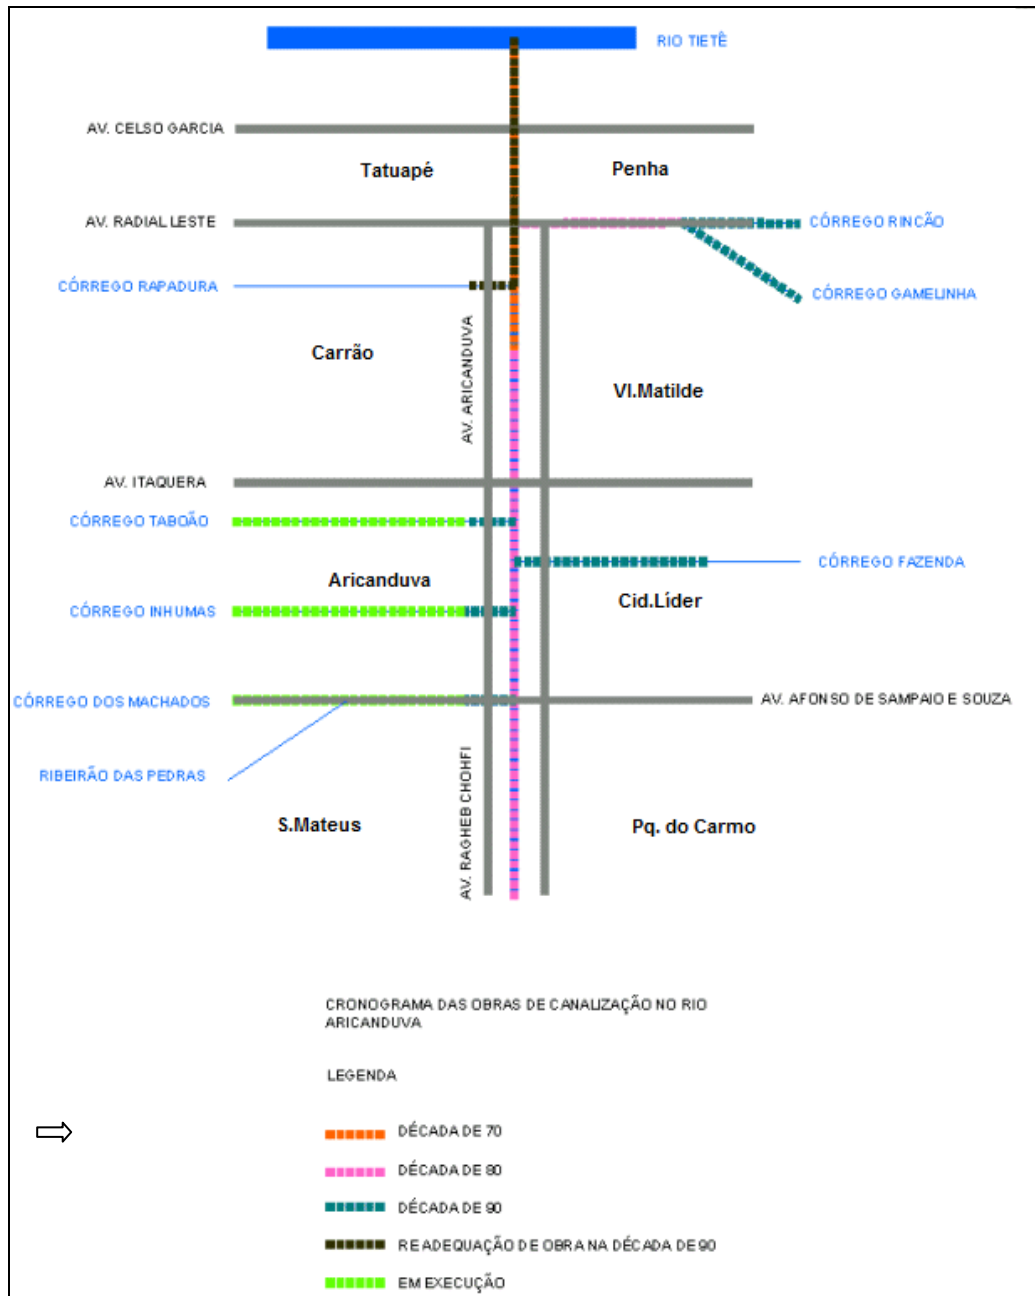 RIO TIETÊ
AV. CELSO GARCIA
Tatuapé
Penha
AV. RADIAL LESTE
CÓRREGO RINCÃO
CÓRREGO RAPADURA
CÓRREGO GAMELINHA
AV. ARICANDUVA
Carrão
Vl.Matilde
AV. ITAQUERA
CÓRREGO TABOÃO
CÓRREGO FAZENDA
Aricanduva
Cid.Líder
CÓRREGO INHUMAS
CÓRREGO DOS MACHADOS
AV. AFONSO DE SAMPAIO E SOUZA
RIBEIRÃO DAS PEDRAS
AV. RAGHEB CHOHFI
S.Mateus
Pq. do Carmo
CRONOGRAMA DAS OBRAS DE CANALIZAÇÃO NO RIO
ARICANDUVA
LEGENDA
DÉCADA DE 70
DÉCADA DE 80
DÉCADA DE 90
READEQUAÇÃO DE OBRA NA DÉCADA DE 90
EM EXECUÇÃO